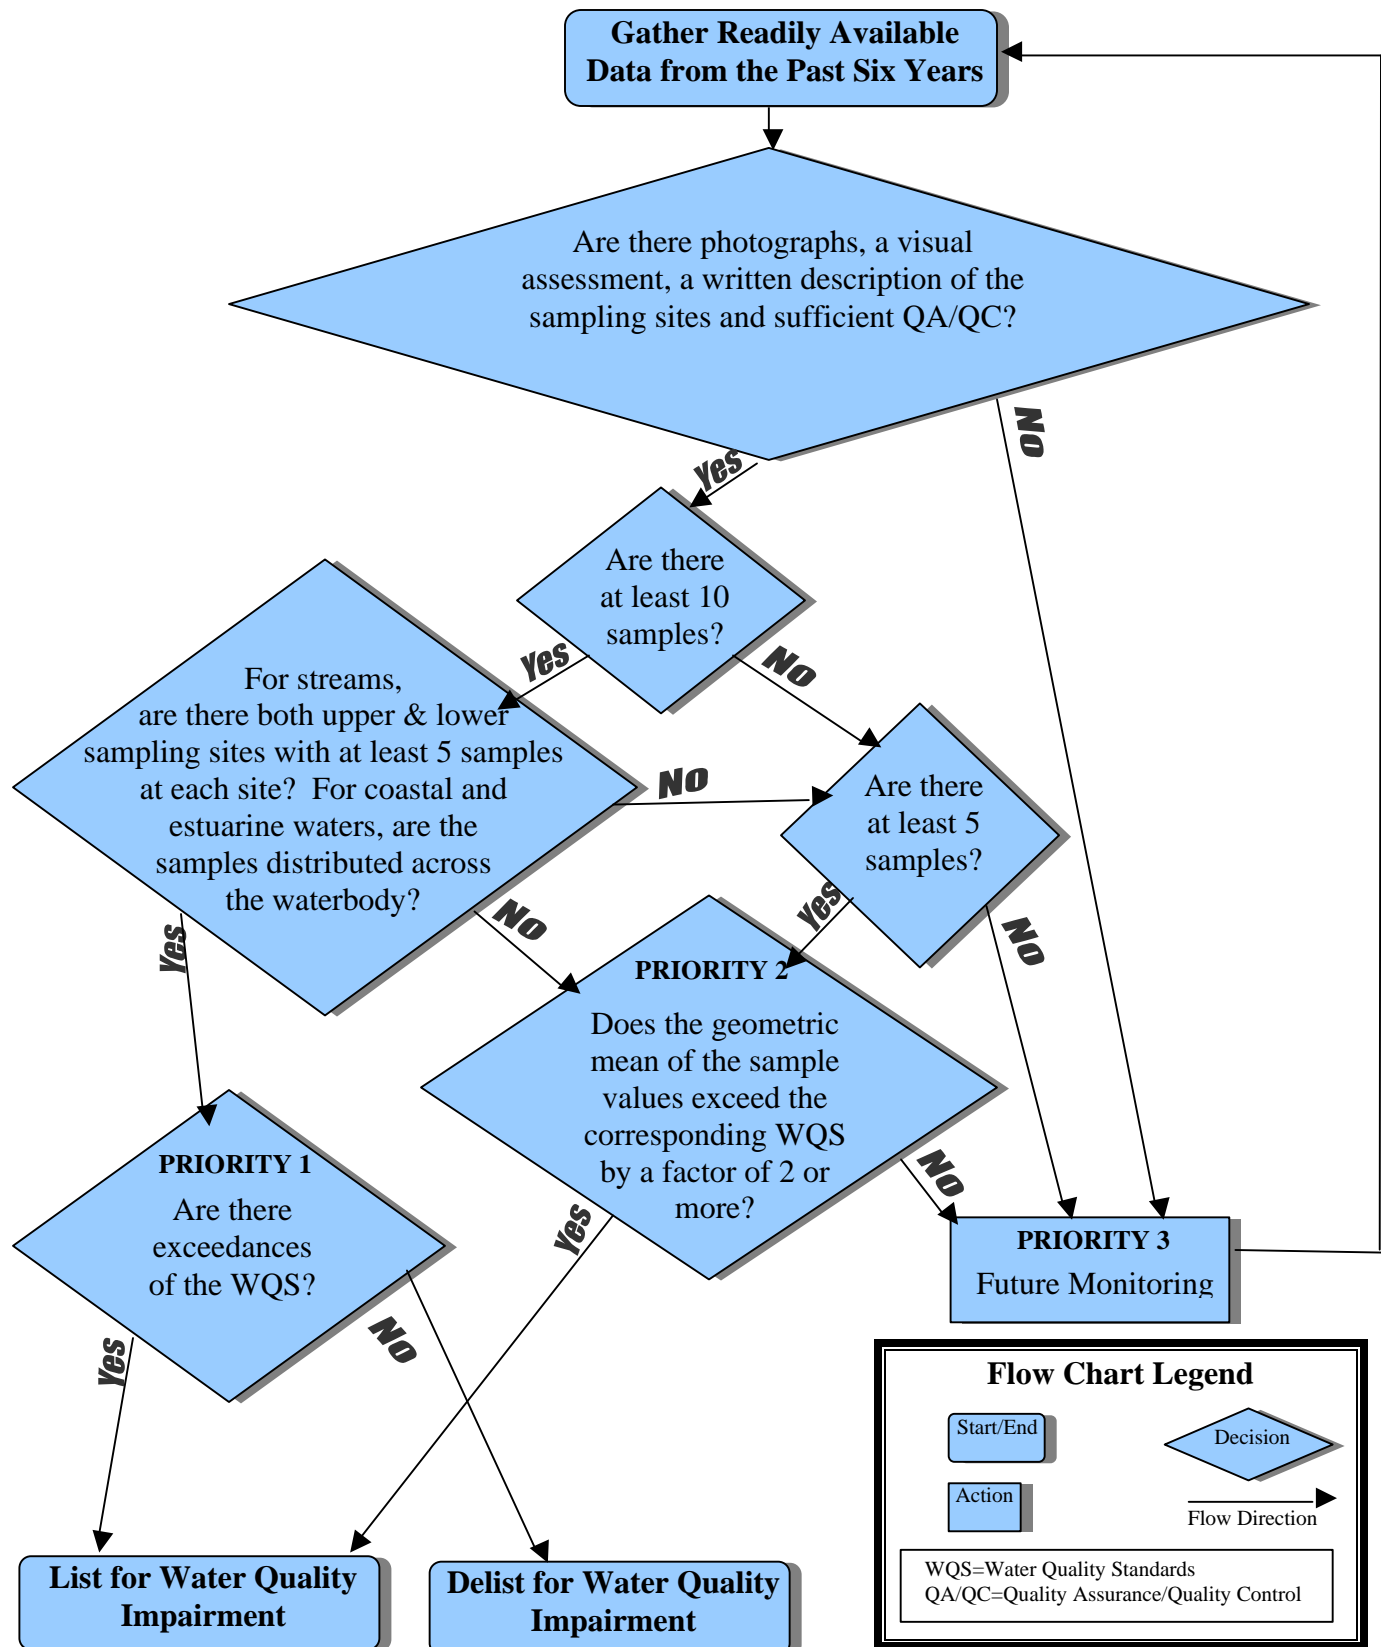 Gather Readily Available
Data from the Past Six Years
Are there photographs, a visual
assessment, a written description of the
sampling sites and sufficient QA/QC?
No
Yes
Are there
at least 10
samples?
Yes
No
For streams,
are there both upper & lower
sampling sites with at least 5 samples
at each site? For coastal and
estuarine waters, are the
samples distributed across
the waterbody?
No
Are there
at least 5
samples?
Yes
No
Yes
No
PRIORITY 2
Does the geometric
mean of the sample
values exceed the
corresponding WQS
by a factor of 2 or
more?
No
Yes
PRIORITY 1
Are there
exceedances
of the WQS?
Yes
No
PRIORITY 3
Future Monitoring
List for Water Quality
Impairment
Delist for Water Quality
Impairment
Flow Chart Legend
Start/End
Decision
Action
Flow Direction
WQS=Water Quality Standards
QA/QC=Quality Assurance/Quality Control